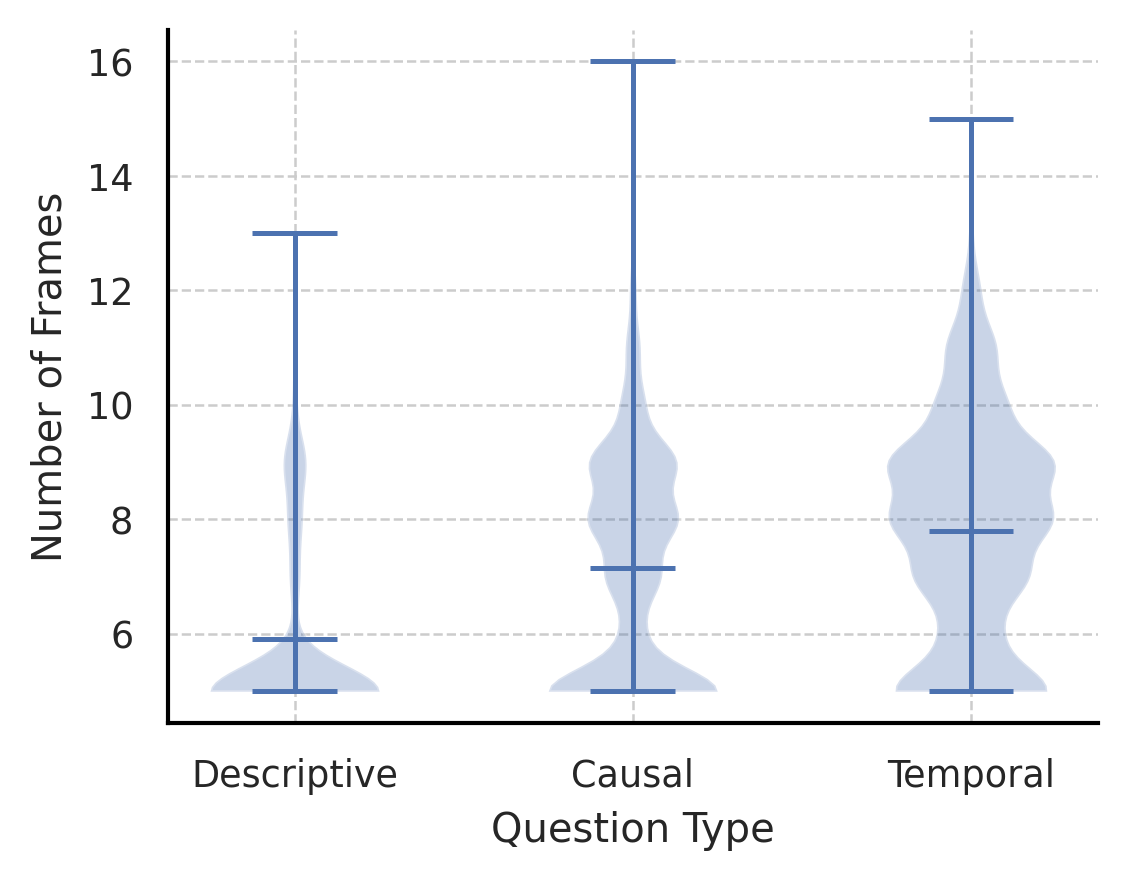 Number of Frames
16
14
12
10
8
6
Descriptive
Causal
Temporal
Question Type